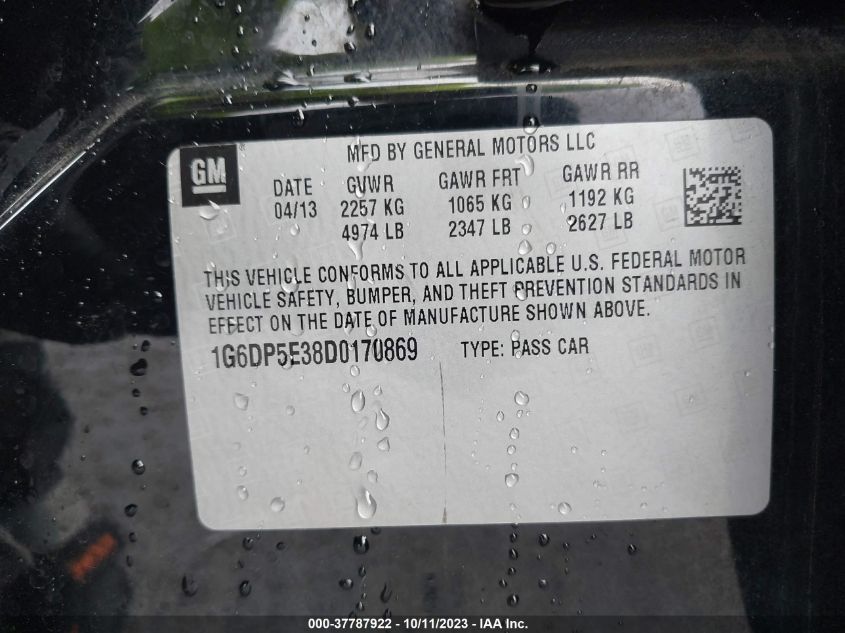 MFD BY GENERAL MOTORS LLC
GM ®
DATE GVWR GAWR FRT GAWR RR
04/13 2257 KG 1065 KG 1192 KG
4974 LB 2347 LB 2627 LB
THIS VEHICLE CONFORMS TO ALL APPLICABLE U.S. FEDERAL MOTOR
VEHICLE SAFETY, BUMPER, AND THEFT PREVENTION STANDARDS IN
EFFECT ON THE DATE OF MANUFACTURE SHOWN ABOVE.
1G6DP5E38D0170869 TYPE: PASS CAR
000-37787922 - 10/11/2023 - IAA Inc.